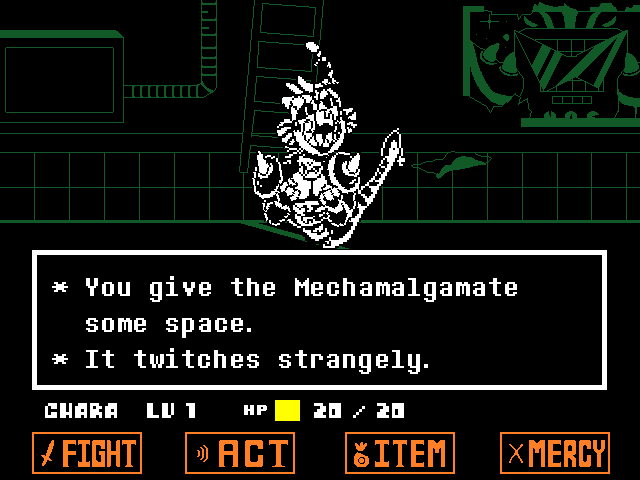 * You give the Mechamalgamate
some space.
* It twitches strangely.
CHARA LV 1 HP 20 / 20
FIGHT ACT ITEM MERCY